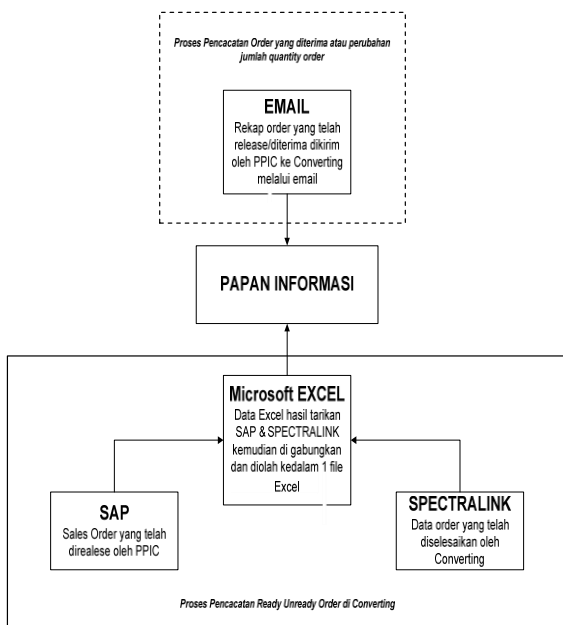 Proses Pencacatan Order yang diterima atau perubahan
jumlah quantity order
EMAIL
Rekap order yang telah
release/diterima dikirim
oleh PPIC ke Converting
melalui email
PAPAN INFORMASI
Microsoft EXCEL
Data Excel hasil tarikan
SAP & SPECTRALINK
kemudian di gabungkan
dan diolah kedalam 1 file
Excel
SAP
Sales Order yang telah
direalese oleh PPIC
SPECTRALINK
Data order yang telah
diselesaikan oleh
Converting
Proses Pencacatan Ready Unready Order di Converting